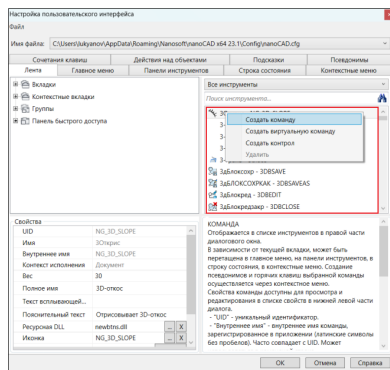 Настройка пользовательского интерфейса
Файл
Имя файла: C:\Users\lukyanov\AppData\Roaming\Nanosoft\nanoCAD x64 23.1\Config\nanoCAD.cfg
Сочетания клавиш Действия над объектами Подсказки Псевдонимы
Лента Главное меню Панели инструментов Строка состояния Контекстные меню
Вкладки
Контекстные вкладки
Группы
Панель быстрого доступа
Все инструменты
Поиск инструмента...
Создать команду
Создать виртуальную команду
Создать контрол
Удалить
3дБлоксохр - 3DBSAVE
3дБЛОКСОХРКАК - 3DBSAVEAS
3дБлокред - 3DBEDIT
3дБлокредзакр - 3DBCLOSE
Свойства
UID NG_3D_SLOPE
Имя 3Открис
Внутреннее имя NG_3D_SLOPE
Контекст исполнения Документ
Вес 30
Полное имя 3D-откос
Текст всплывающей...
Пояснительный текст Отрисовывает 3D-откос
Ресурсная DLL newbtns.dll ... X
Иконка NG_3D_SLOPE ... X
КОМАНДА
Отображается в списке инструментов в правой части
диалогового окна.
В зависимости от текущей вкладки, может быть
перетащена в главное меню, на панели инструментов, в
строку состояния, в контекстные меню. Создание
псевдонимов и горячих клавиш выбранной команды
осуществляется через контекстное меню.
Свойства команды доступны для просмотра и
редактирования в списке свойств в нижней левой части
диалога.
- "UID" - уникальный идентификатор.
- "Внутреннее имя" - внутреннее имя команды,
зарегистрированное в приложении (латинские символы
без пробелов). Часто совпадает с UID. Может
OK Отмена Справка